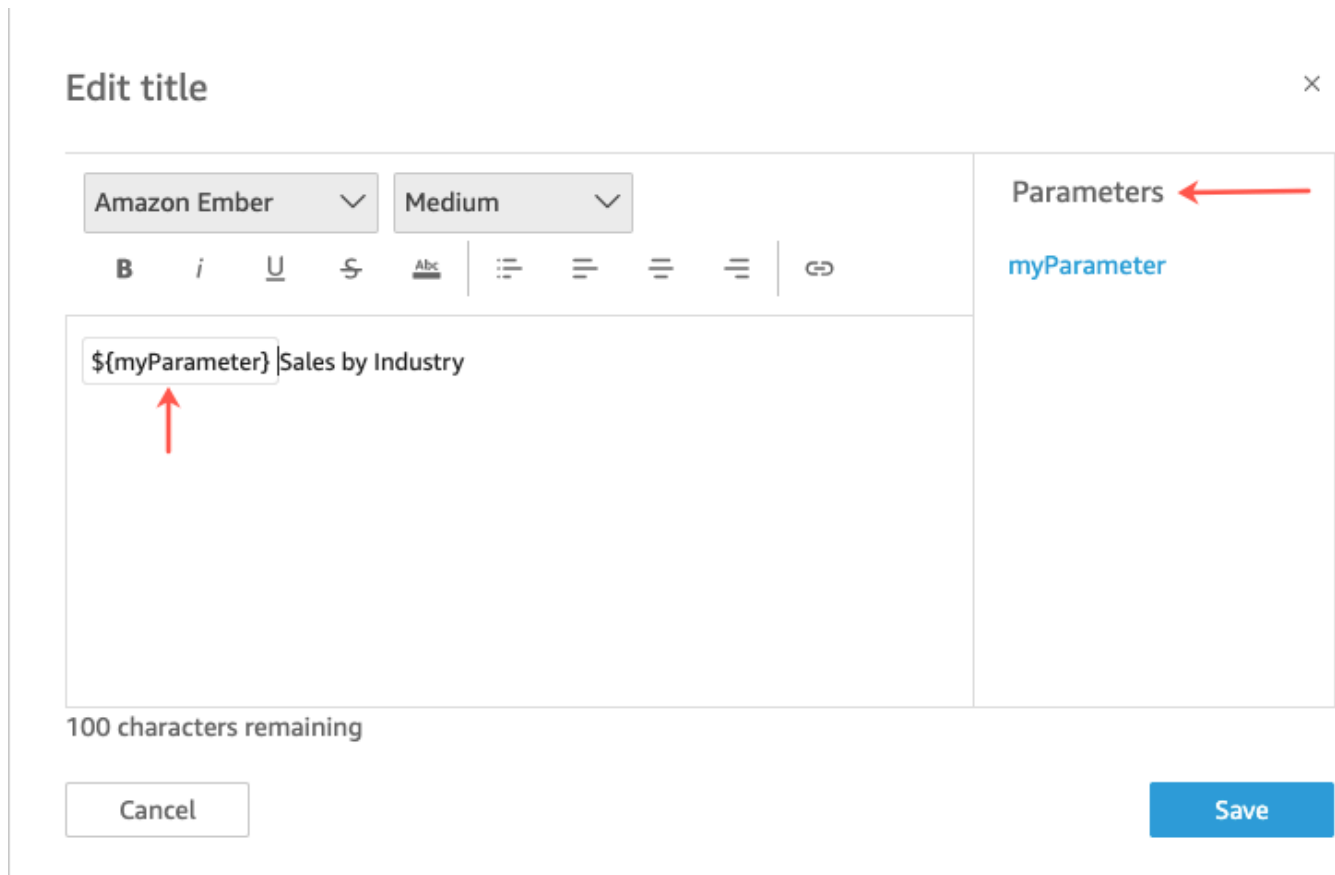 Edit title
Amazon Ember Medium
Parameters
B i U S Abc
myParameter
${myParameter} Sales by Industry
100 characters remaining
Cancel Save